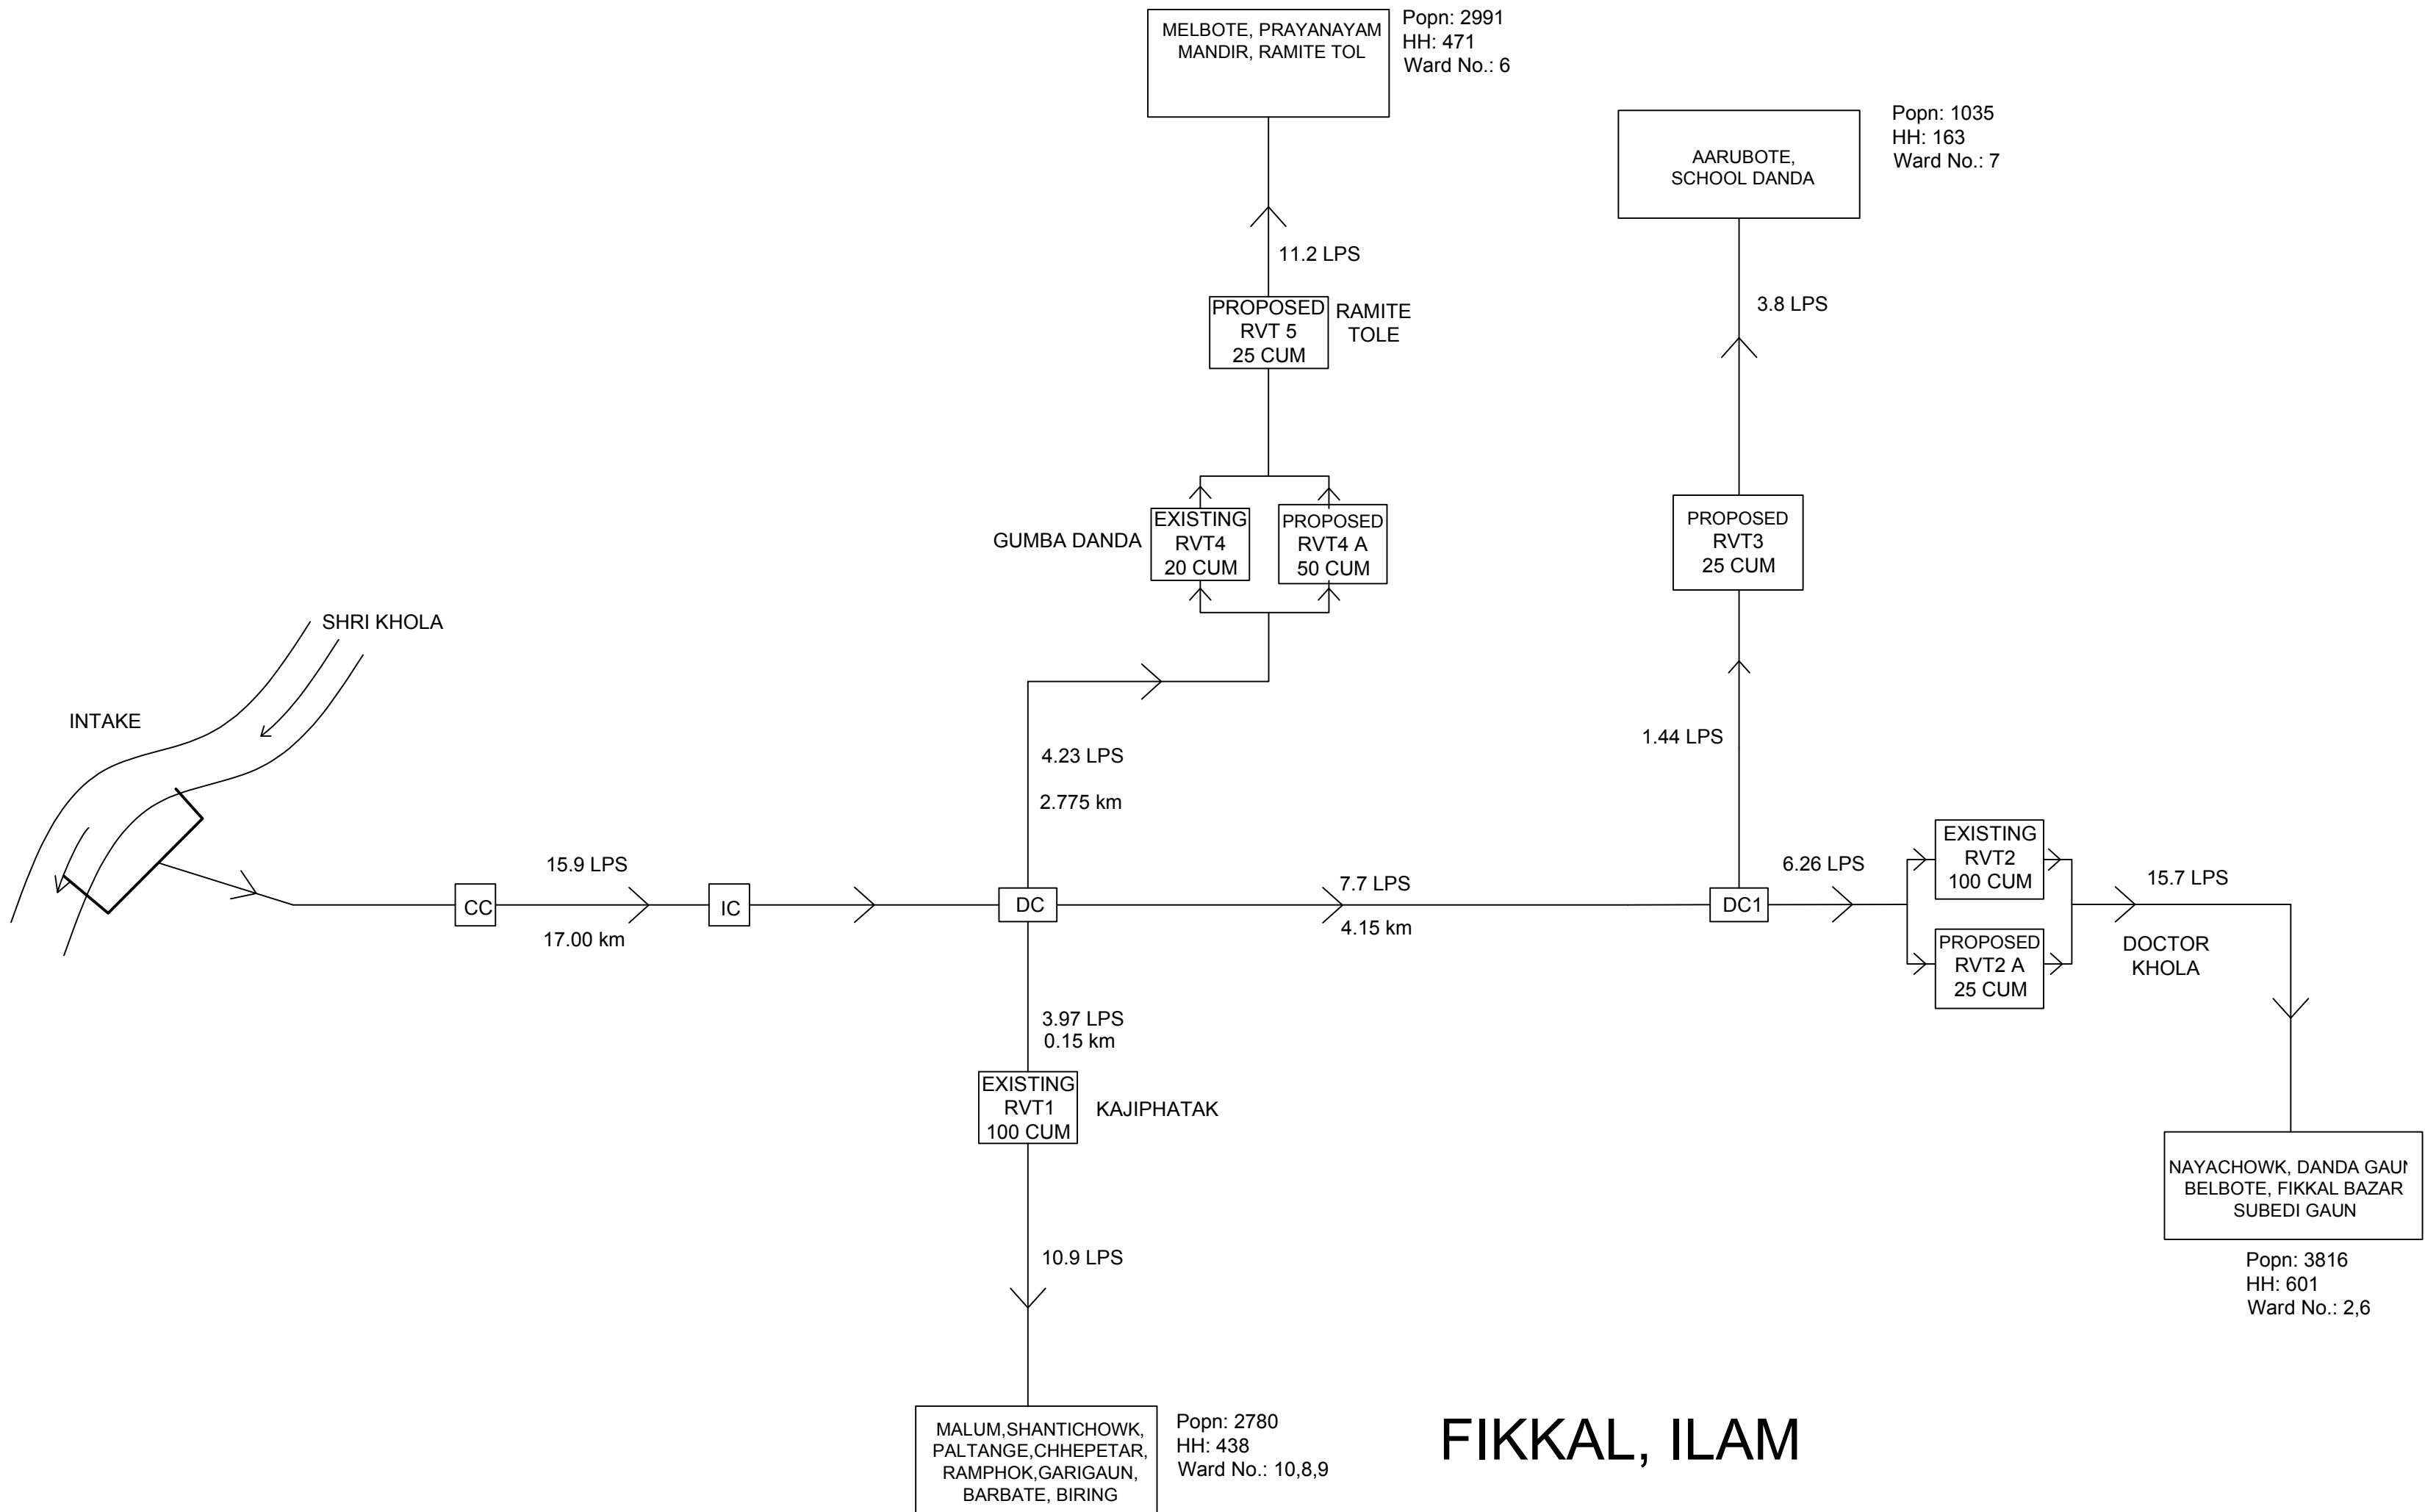 MELBOTE, PRAYANAYAM
MANDIR, RAMITE TOL
Popn: 2991
HH: 471
Ward No.: 6
AARUBOTE,
SCHOOL DANDA
Popn: 1035
HH: 163
Ward No.: 7
11.2 LPS
3.8 LPS
PROPOSED
RVT 5
25 CUM
RAMITE
TOLE
GUMBA DANDA
EXISTING
RVT4
20 CUM
PROPOSED
RVT4 A
50 CUM
PROPOSED
RVT3
25 CUM
SHRI KHOLA
INTAKE
4.23 LPS
2.775 km
1.44 LPS
CC
15.9 LPS
17.00 km
IC
DC
7.7 LPS
4.15 km
DC1
6.26 LPS
EXISTING
RVT2
100 CUM
PROPOSED
RVT2 A
25 CUM
15.7 LPS
DOCTOR
KHOLA
3.97 LPS
0.15 km
EXISTING
RVT1
100 CUM
KAJIPHATAK
10.9 LPS
NAYACHOWK, DANDA GAUN
BELBOTE, FIKKAL BAZAR
SUBEDI GAUN
Popn: 3816
HH: 601
Ward No.: 2,6
MALUM,SHANTICHOWK,
PALTANGE,CHHEPETAR,
RAMPHOK,GARIGAUN,
BARBATE, BIRING
Popn: 2780
HH: 438
Ward No.: 10,8,9
FIKKAL, ILAM